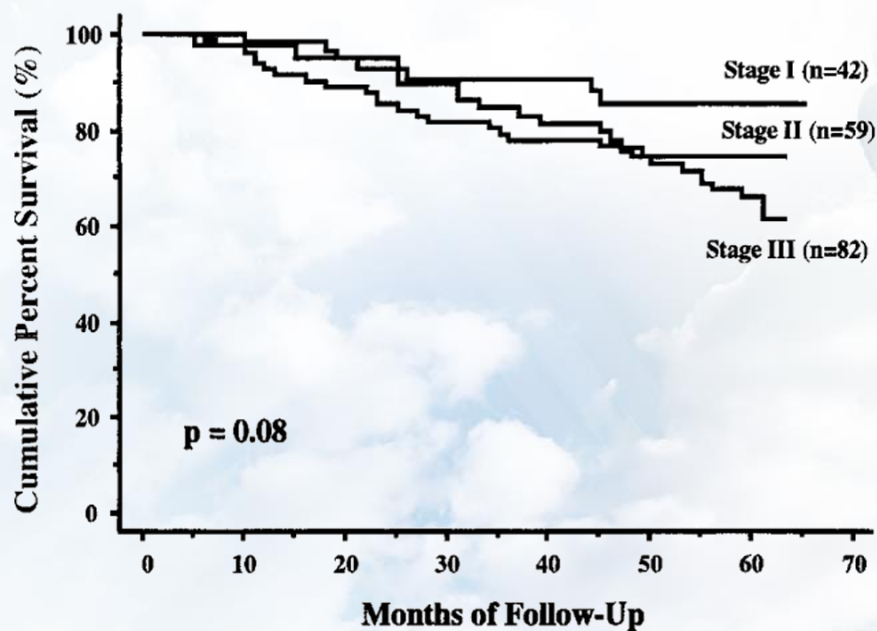 Cumulative Percent Survival (%)
100
80
60
40
20
0
Stage I (n=42)
Stage II (n=59)
Stage III (n=82)
p = 0.08
0 10 20 30 40 50 60 70
Months of Follow-Up